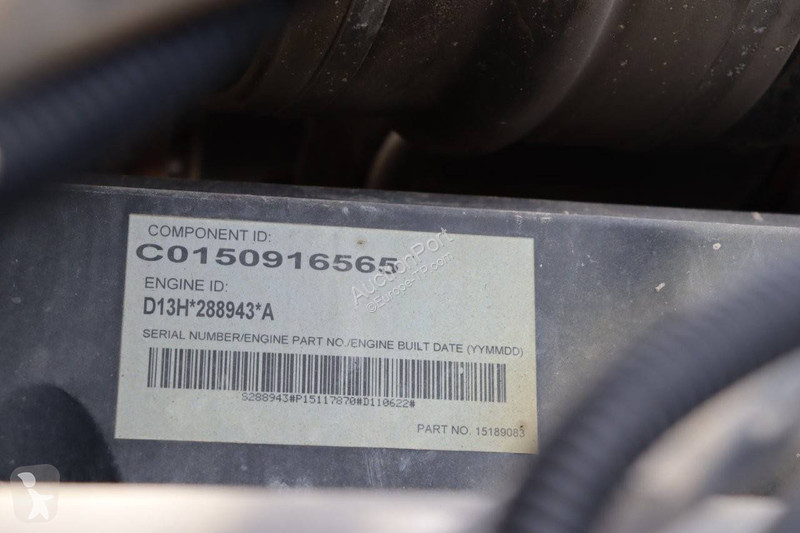 COMPONENT ID:
C0150916565
ENGINE ID:
D13H*288943*A
SERIAL NUMBER/ENGINE PART NO./ENGINE BUILT DATE (YYMMDD)
S288943#P15117870#D110622#
PART NO. 15189083
AuctionPort